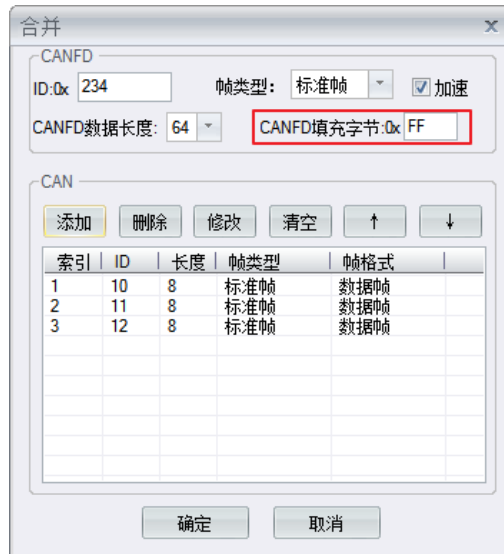 合并
CANFD
ID:0x 234 帧类型: 标准帧 加速
CANFD数据长度: 64 CANFD填充字节:0x FF
CAN
添加 删除 修改 清空 ↑ ↓
索引 ID 长度 帧类型 帧格式
1 10 8 标准帧 数据帧
2 11 8 标准帧 数据帧
3 12 8 标准帧 数据帧
确定 取消